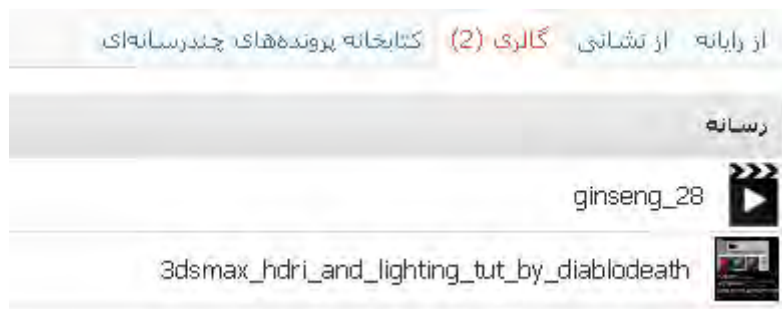 از رایانه از نشانی گالری (2) کتابخانه پرونده‌های چندرسانه‌ای
رسانه
ginseng_28
3dsmax_hdri_and_lighting_tut_by_diablodeath